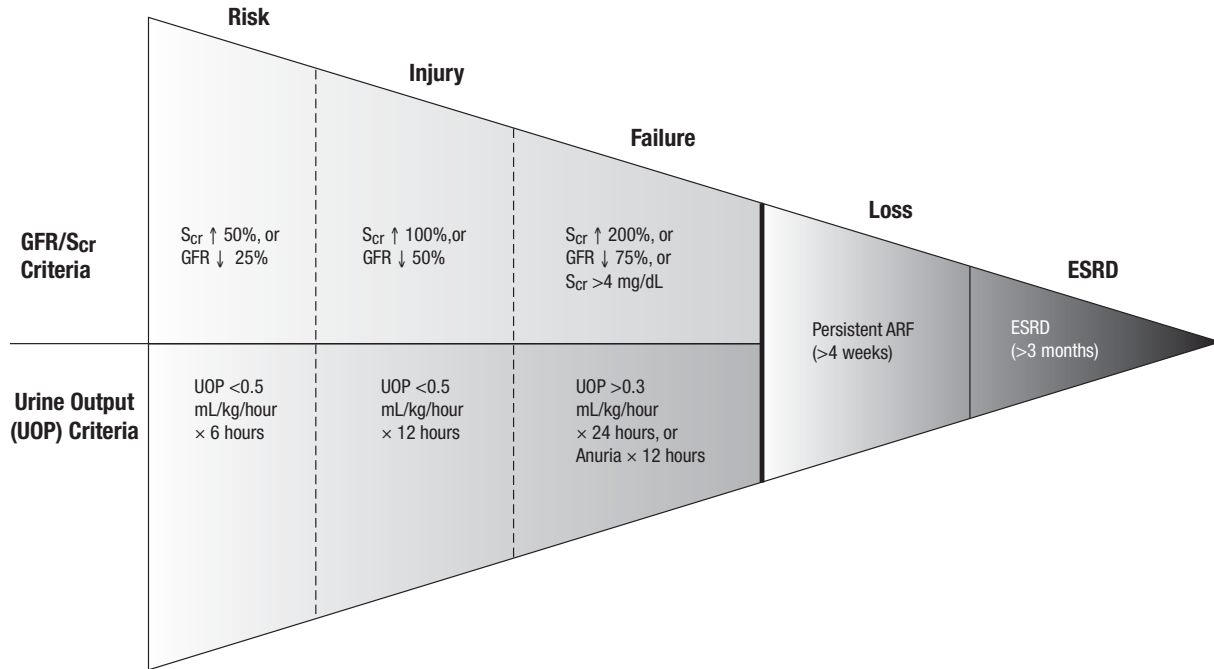 Risk
Injury
Failure
Loss
ESRD
GFR/Scr
Criteria
Scr ↑ 50%, or
GFR ↓ 25%
Scr ↑ 100%,or
GFR ↓ 50%
Scr ↑ 200%, or
GFR ↓ 75%, or
Scr >4 mg/dL
Persistent ARF
(>4 weeks)
ESRD
(>3 months)
Urine Output
(UOP) Criteria
UOP <0.5
mL/kg/hour
× 6 hours
UOP <0.5
mL/kg/hour
× 12 hours
UOP >0.3
mL/kg/hour
× 24 hours, or
Anuria × 12 hours